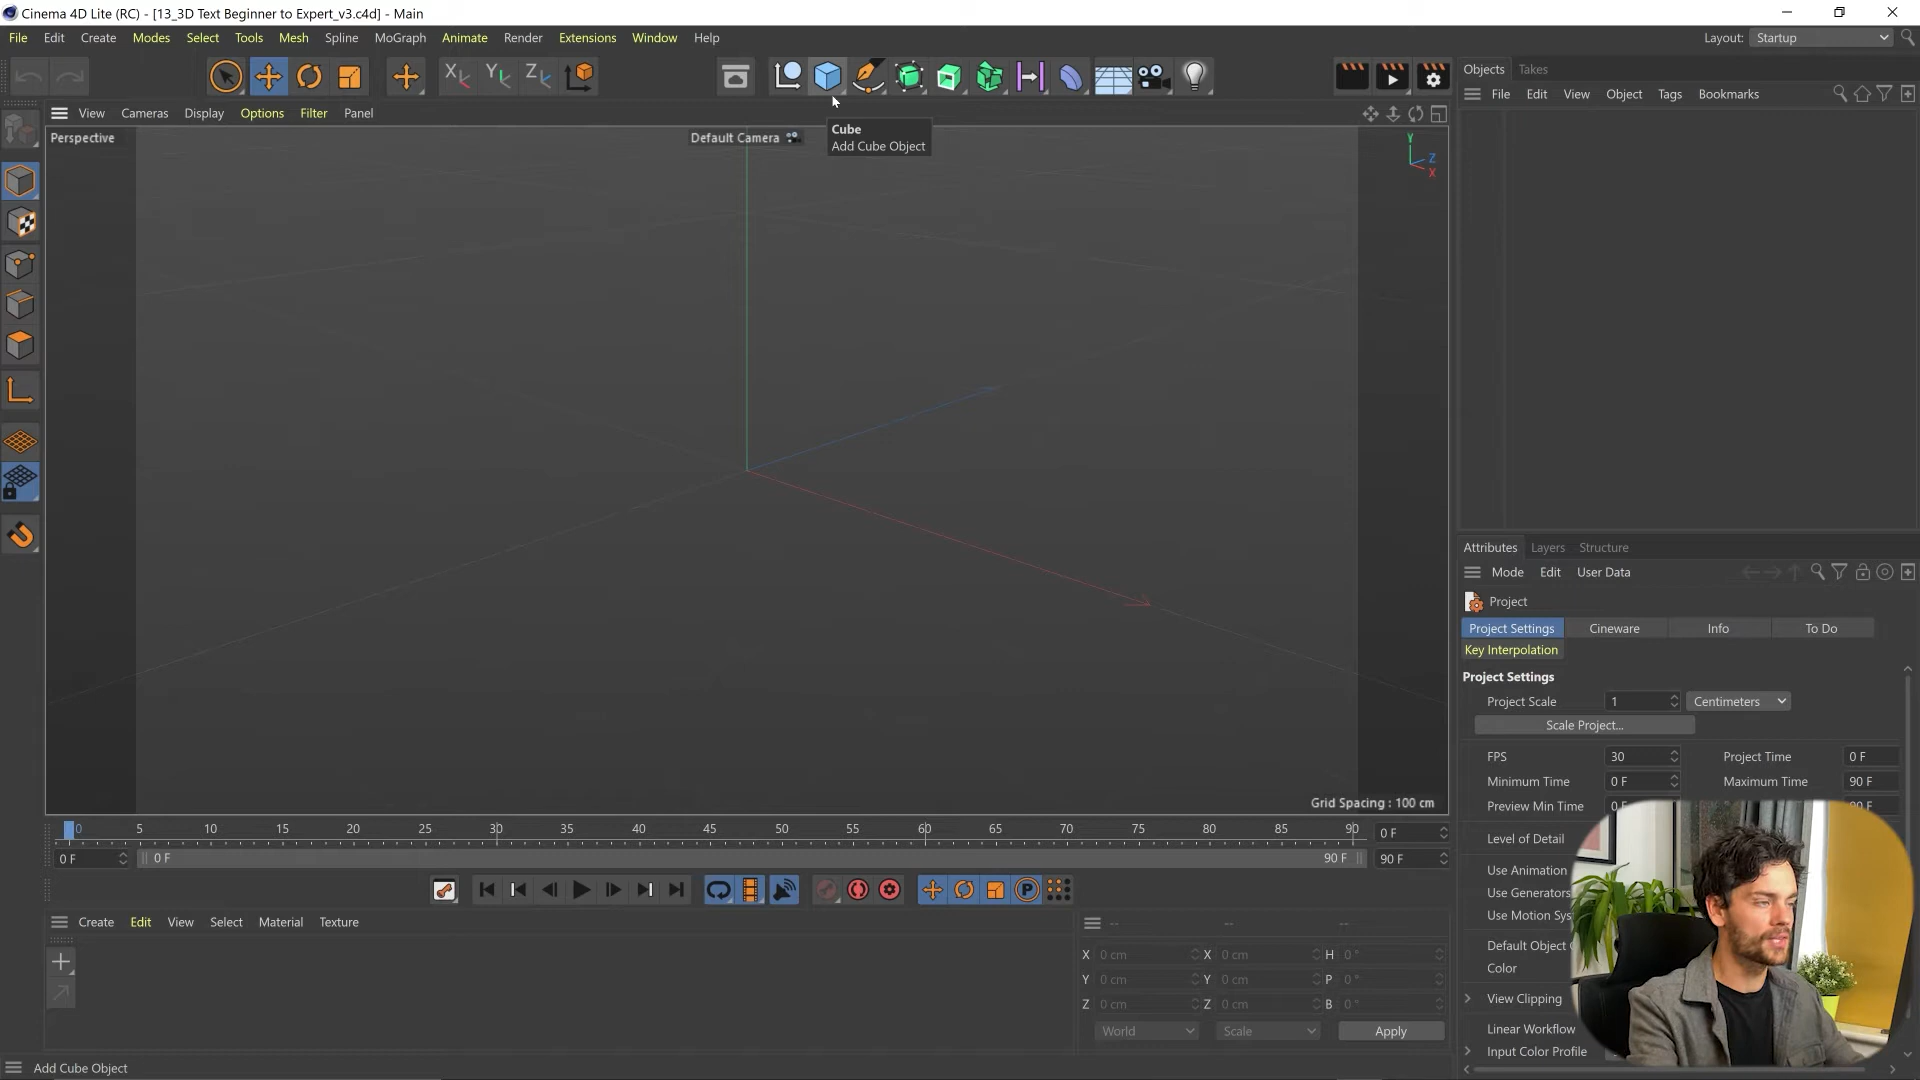 Cinema 4D Lite (RC) - [13_3D Text Beginner to Expert_v3.c4d] - Main
File Edit Create Modes Select Tools Mesh Spline MoGraph Animate Render Extensions Window Help
Layout: Startup
X Y Z
Objects Takes
File Edit View Object Tags Bookmarks
View Cameras Display Options Filter Panel
Perspective
Default Camera
Cube
Add Cube Object
Y
Z
X
Grid Spacing : 100 cm
Attributes Layers Structure
Mode Edit User Data
Project
Project Settings Cineware Info To Do
Key Interpolation
Project Settings
Project Scale 1 Centimeters
Scale Project...
FPS 30 Project Time 0 F
Minimum Time 0 F Maximum Time 90 F
Preview Min Time
Level of Detail
Use Animation
Use Generators
Use Motion Sys
Default Object
Color
View Clipping
Linear Workflow
Input Color Profile
0 5 10 15 20 25 30 35 40 45 50 55 60 65 70 75 80 85 90 0 F
0 F 0 F 90 F 90 F
P
Create Edit View Select Material Texture
-- -- --
X 0 cm X 0 cm H 0 °
Y 0 cm Y 0 cm P 0 °
Z 0 cm Z 0 cm B 0 °
World Scale Apply
Add Cube Object